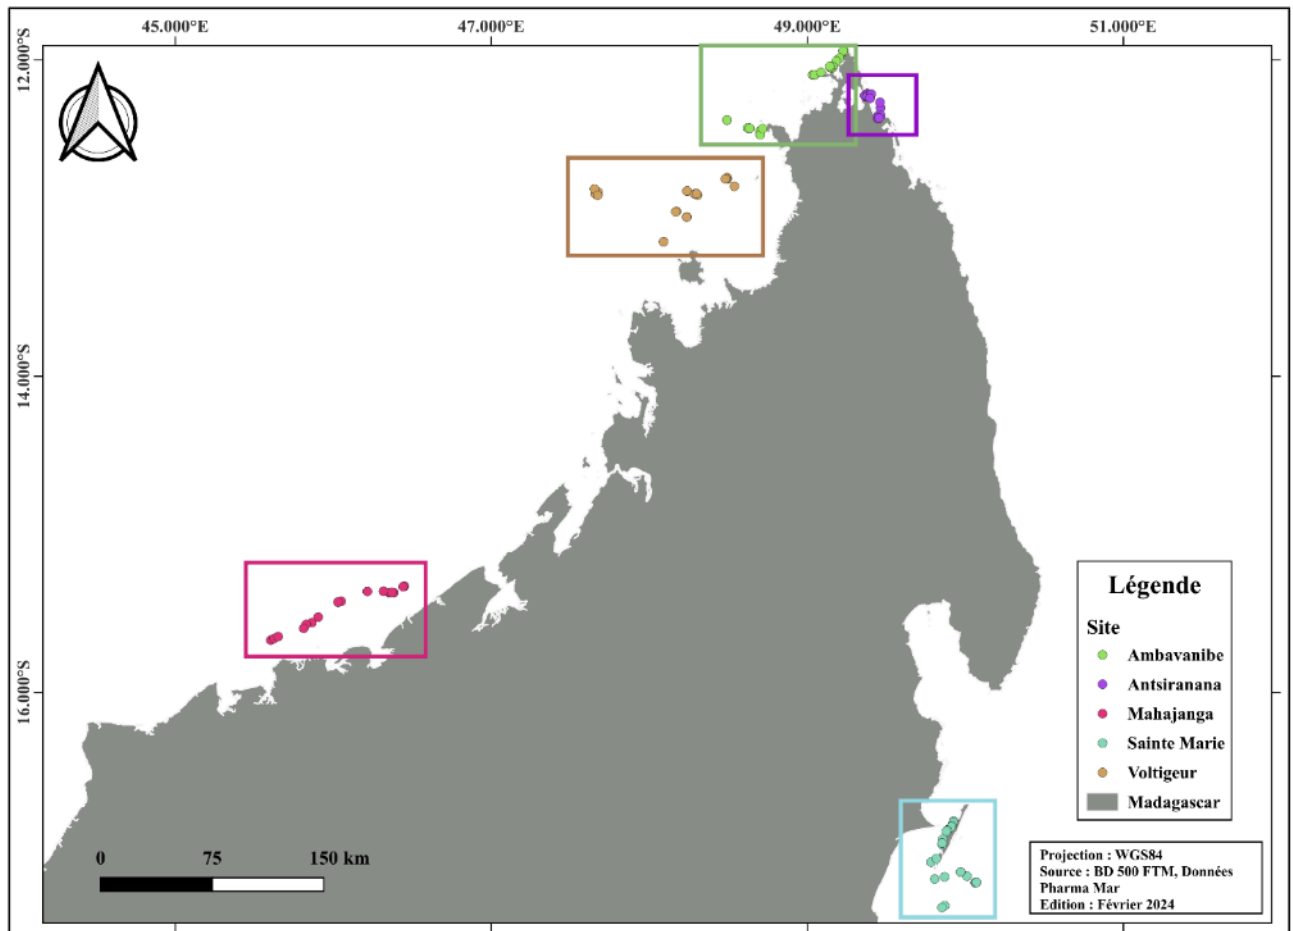 45.000°E 47.000°E 49.000°E 51.000°E
12.000°S
14.000°S
16.000°S
Légende
Site
Ambavanibe
Antsiranana
Mahajanga
Sainte Marie
Voltigeur
Madagascar
0 75 150 km
Projection : WGS84
Source : BD 500 FTM, Données
Pharma Mar
Edition : Février 2024